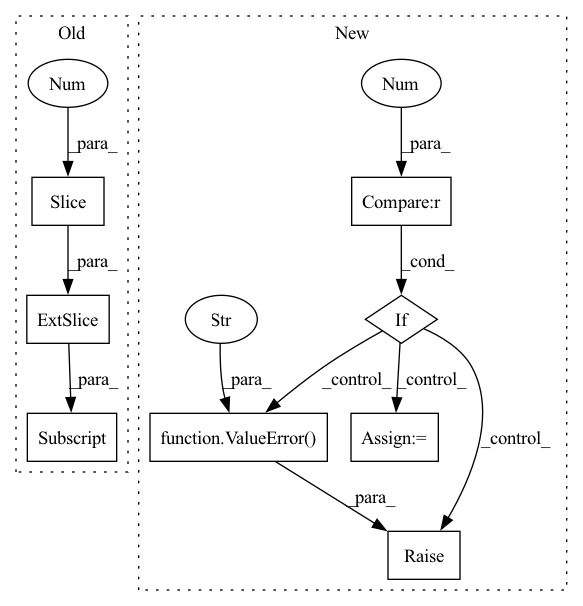 Old
New
Num
Num
_para_
_para_
Slice
Compare:r
_para_
_cond_
ExtSlice
Str
If
_para_
_para_
_control_
_control_
Subscript
function.ValueError()
Assign:=
_control_
_para_
Raise